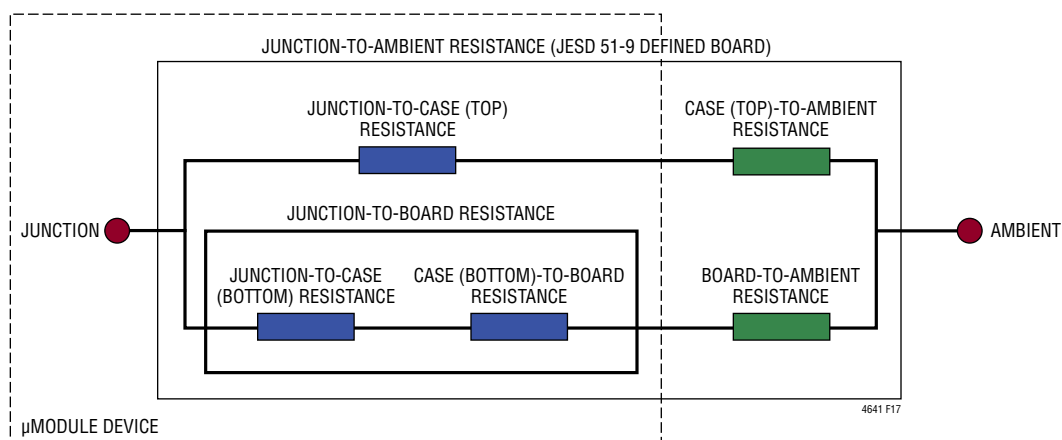 JUNCTION-TO-AMBIENT RESISTANCE (JESD 51-9 DEFINED BOARD)
JUNCTION-TO-CASE (TOP)
RESISTANCE
CASE (TOP)-TO-AMBIENT
RESISTANCE
JUNCTION-TO-BOARD RESISTANCE
JUNCTION
AMBIENT
JUNCTION-TO-CASE
(BOTTOM) RESISTANCE
CASE (BOTTOM)-TO-BOARD
RESISTANCE
BOARD-TO-AMBIENT
RESISTANCE
4641 F17
µMODULE DEVICE